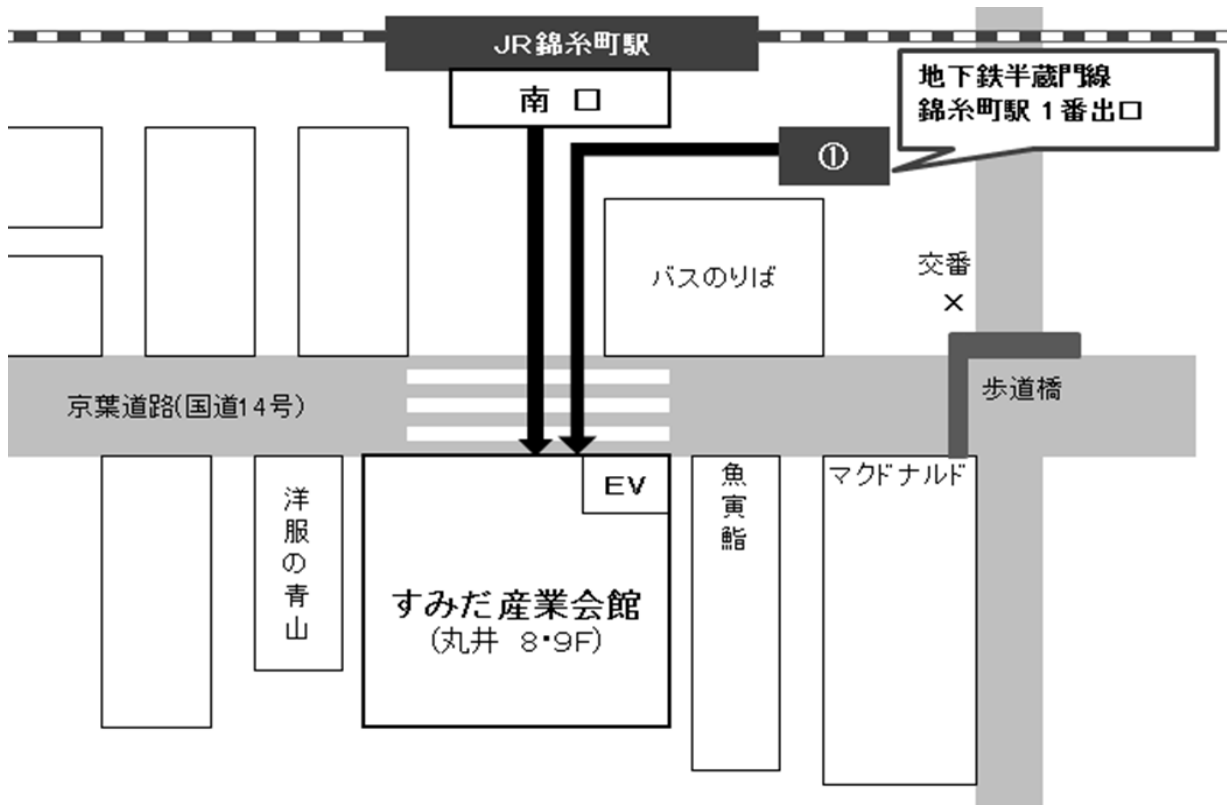 JR錦糸町駅
南 口
地下鉄半蔵門線
錦糸町駅 1番出口
①
バスのりば
交番
×
歩道橋
京葉道路(国道14号)
洋服の青山
EV
すみだ産業会館
(丸井 8・9F)
魚寅鮨
マクドナルド